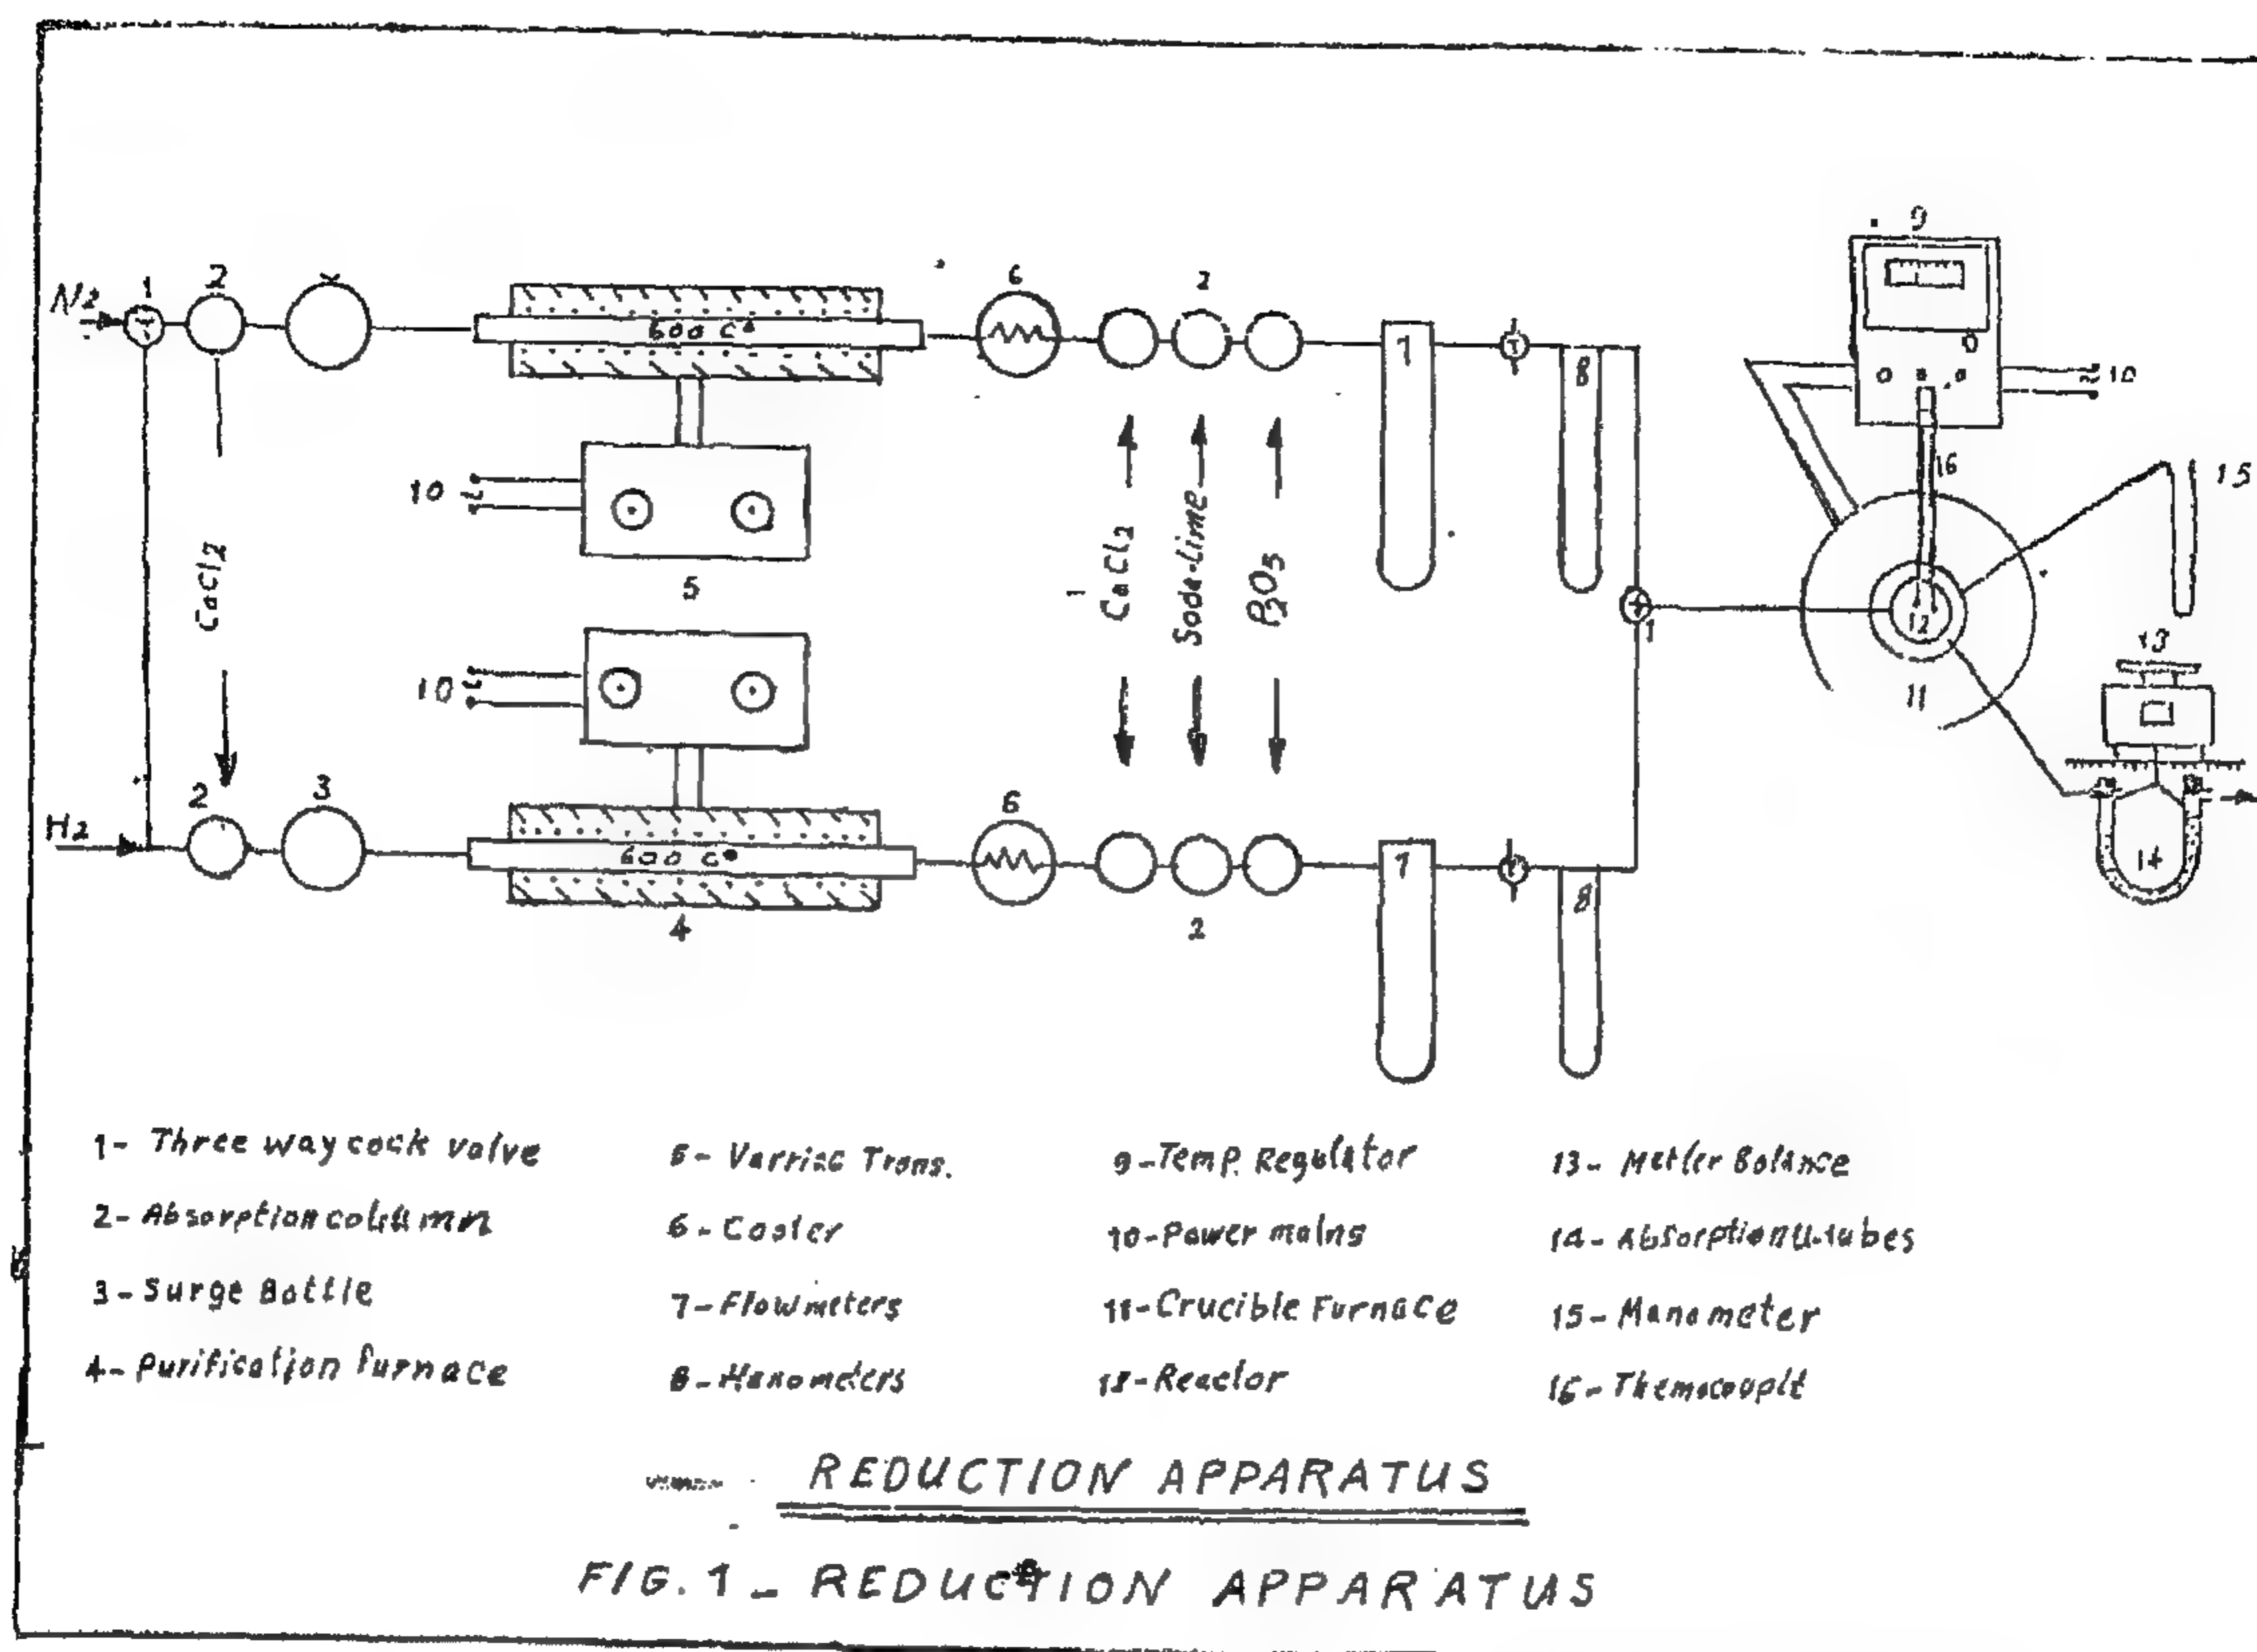 9
N2
1
2
600 C°
6
2
7
8
10
16
15
10
CaCl2
5
CaCl2
Soda-Lime
P2O5
12
1
13
10
11
2
3
H2
600 C°
6
7
8
14
4
2
1- Three way cock valve
2- Absorption column
3- Surge Bottle
4- Purification furnace
5- Varriac Trans.
6- Cooler
7- Flowmeters
8- Manometers
9- Temp. Regulator
10- Power mains
11- Crucible Furnace
12- Reactor
13- Metler Balance
14- Absorption U-tubes
15- Manometer
16- Themocouple
REDUCTION APPARATUS
FIG. 1 - REDUCTION APPARATUS